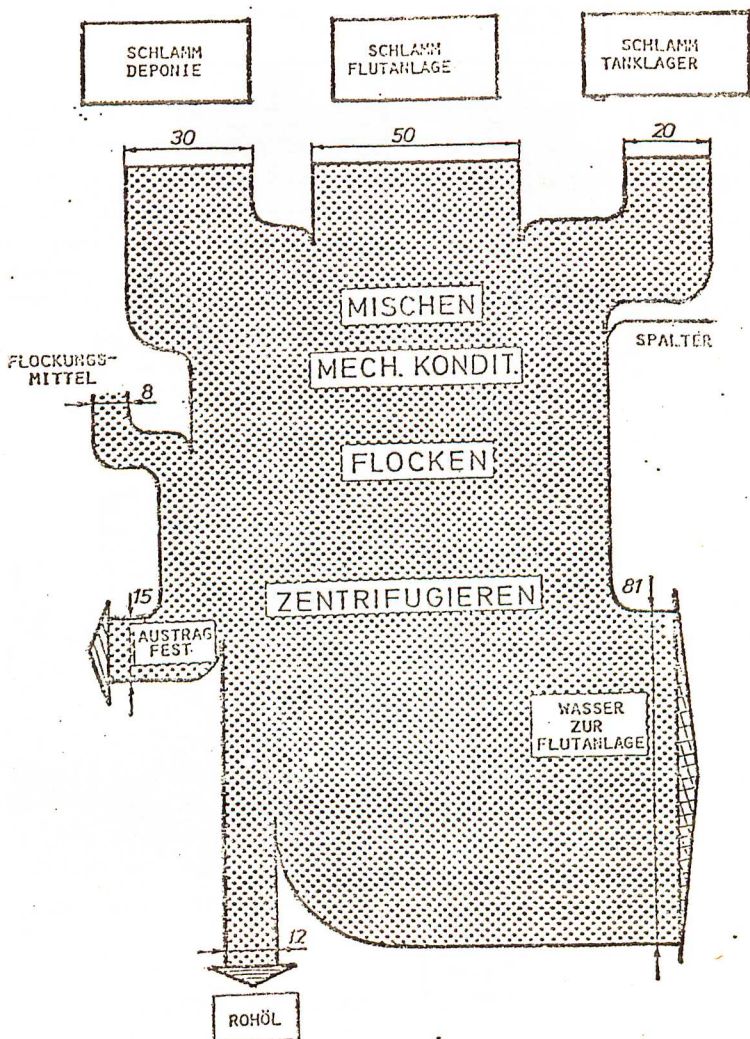 SCHLAMM
DEPONIE
SCHLAMM
FLUTANLAGE
SCHLAMM
TANKLAGER
30
50
20
MISCHEN
SPALTER
MECH. KONDIT.
FLOCKUNGS-
MITTEL
8
FLOCKEN
15
ZENTRIFUGIEREN
81
AUSTRAG
FEST
WASSER
ZUR
FLUTANLAGE
12
ROHÖL